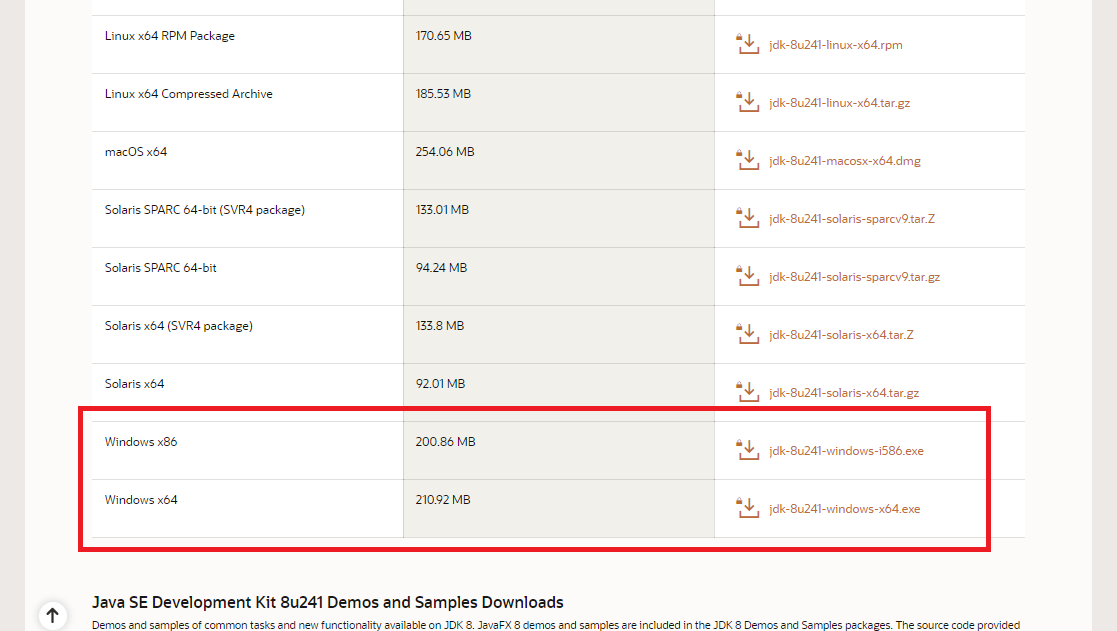 Linux x64 RPM Package 170.65 MB jdk-8u241-linux-x64.rpm
Linux x64 Compressed Archive 185.53 MB jdk-8u241-linux-x64.tar.gz
macOS x64 254.06 MB jdk-8u241-macosx-x64.dmg
Solaris SPARC 64-bit (SVR4 package) 133.01 MB jdk-8u241-solaris-sparcv9.tar.Z
Solaris SPARC 64-bit 94.24 MB jdk-8u241-solaris-sparcv9.tar.gz
Solaris x64 (SVR4 package) 133.8 MB jdk-8u241-solaris-x64.tar.Z
Solaris x64 92.01 MB jdk-8u241-solaris-x64.tar.gz
Windows x86 200.86 MB jdk-8u241-windows-i586.exe
Windows x64 210.92 MB jdk-8u241-windows-x64.exe
Java SE Development Kit 8u241 Demos and Samples Downloads
Demos and samples of common tasks and new functionality available on JDK 8. JavaFX 8 demos and samples are included in the JDK 8 Demos and Samples packages. The source code provided